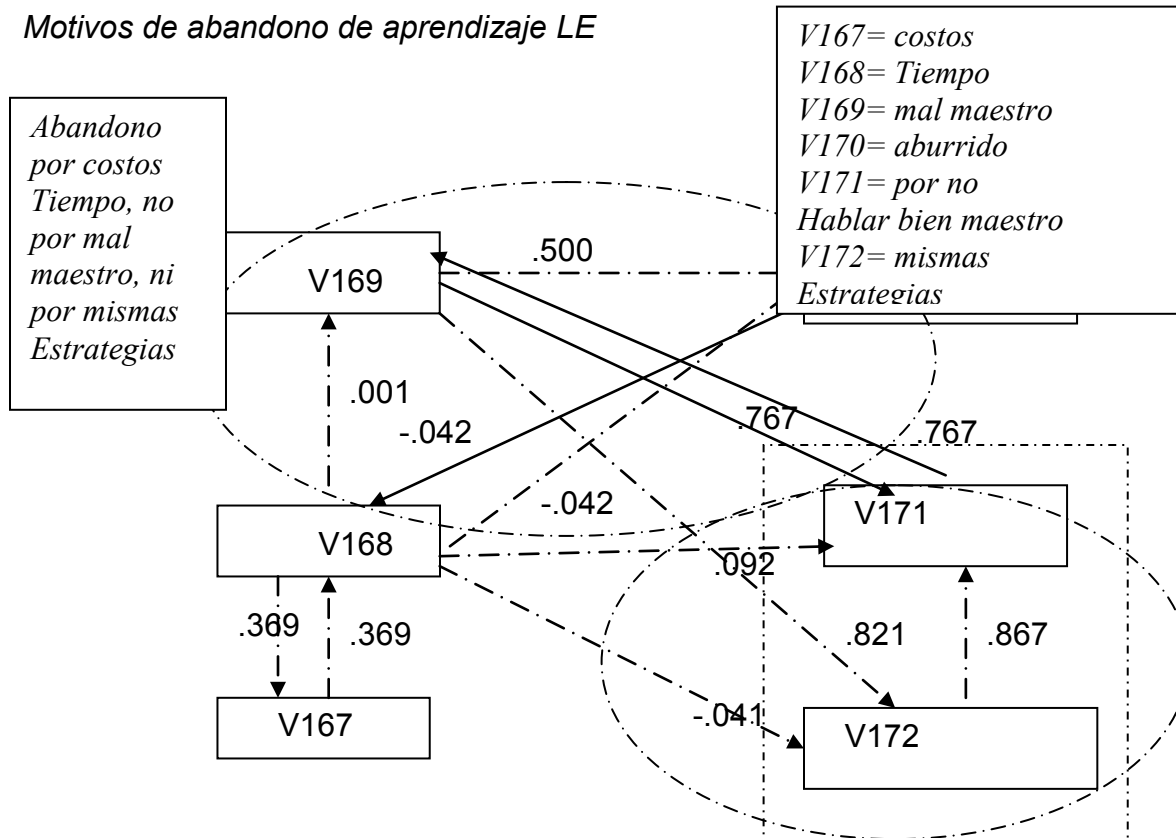 Motivos de abandono de aprendizaje LE
V167= costos
V168= Tiempo
V169= mal maestro
V170= aburrido
V171= por no
Hablar bien maestro
V172= mismas
Estrategias
Abandono
por costos
Tiempo, no
por mal
maestro, ni
por mismas
Estrategias
V169
.500
.001
-.042
.767
.767
-.042
V171
V168
.092
.369
.369
.821
.867
V167
-.041
V172